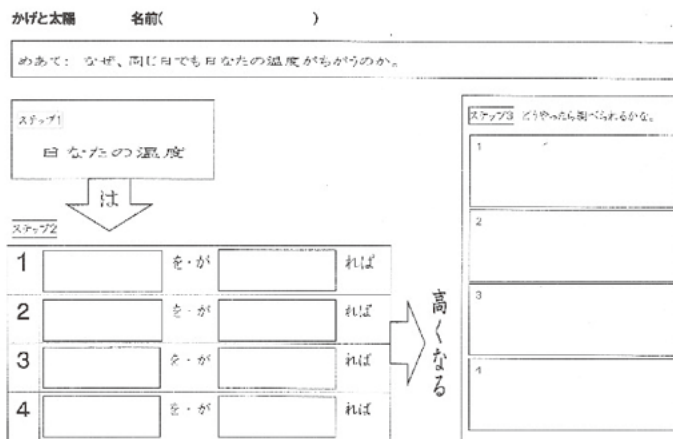 かげと太陽 名前( )
めあて: なぜ、同じ日でも日なたの温度がちがうのか。
ステップ1
日なたの温度
は
ステップ2
1 を・が れば
2 を・が れば
3 を・が れば
4 を・が れば
高くなる
ステップ3 どうやったら調べられるかな。
1
2
3
4